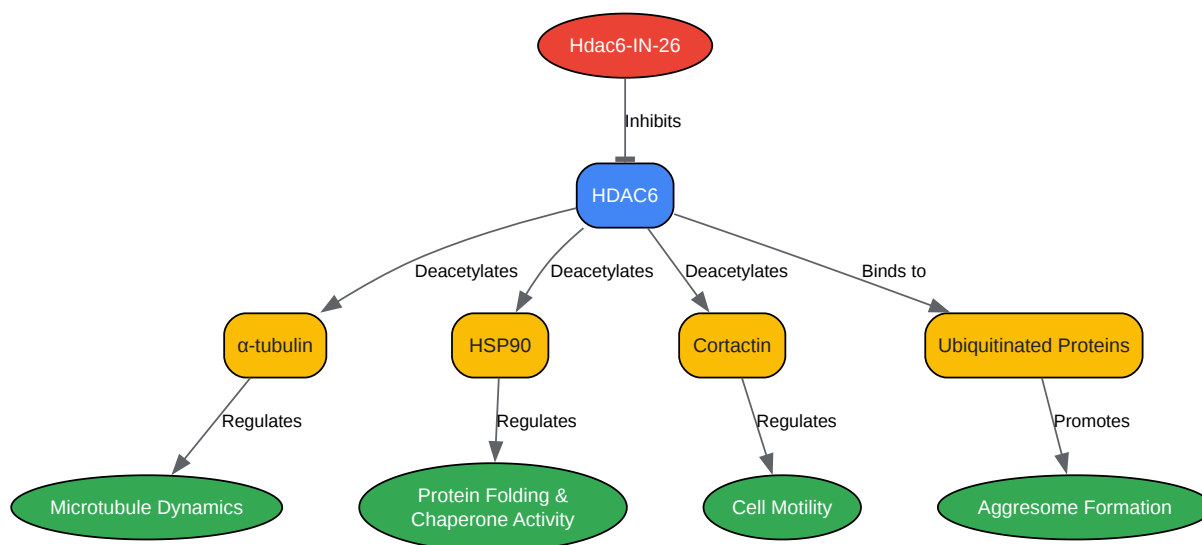 Hdac6-IN-26
Inhibits
HDAC6
Deacetylates
Deacetylates
Deacetylates
Binds to
α-tubulin
HSP90
Cortactin
Ubiquitinated Proteins
Regulates
Regulates
Regulates
Promotes
Microtubule Dynamics
Protein Folding &
Chaperone Activity
Cell Motility
Aggresome Formation